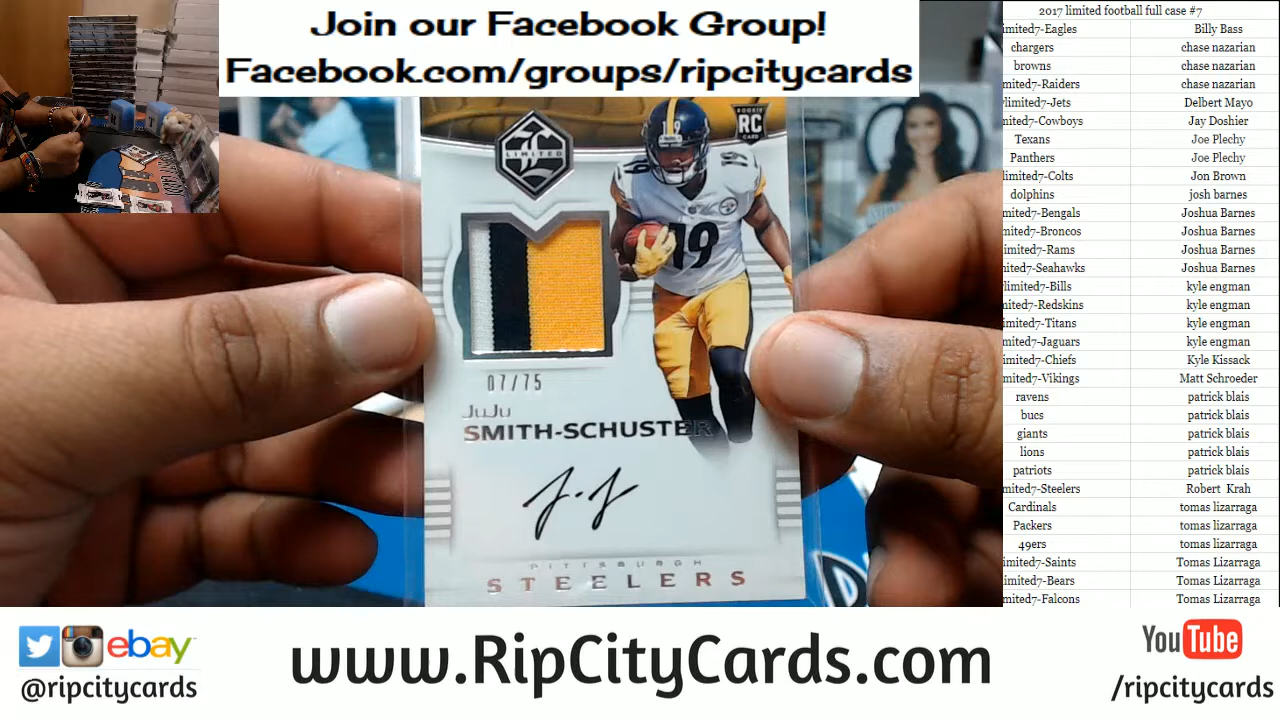 Join our Facebook Group!
Facebook.com/groups/ripcitycards
2017 limited football full case #7
imited7-Eagles Billy Bass
chargers chase nazarian
browns chase nazarian
imited7-Raiders chase nazarian
limited7-Jets Delbert Mayo
imited7-Cowboys Jay Doshier
Texans Joe Plechy
Panthers Joe Plechy
limited7-Colts Jon Brown
dolphins josh barnes
mited7-Bengals Joshua Barnes
mited7-Broncos Joshua Barnes
imited7-Rams Joshua Barnes
nited7-Seahawks Joshua Barnes
limited7-Bills kyle engman
mited7-Redskins kyle engman
imited7-Titans kyle engman
mited7-Jaguars kyle engman
imited7-Chiefs Kyle Kissack
mited7-Vikings Matt Schroeder
ravens patrick blais
bucs patrick blais
giants patrick blais
lions patrick blais
patriots patrick blais
mited7-Steelers Robert Krah
Cardinals tomas lizarraga
Packers tomas lizarraga
49ers tomas lizarraga
imited7-Saints Tomas Lizarraga
imited7-Bears Tomas Lizarraga
mited7-Falcons Tomas Lizarraga
LIMITED
ROOKIE
RC
CARD
19
19
07/75
JuJu
SMITH-SCHUSTER
PITTSBURGH
STEELERS
ebay
@ripcitycards
www.RipCityCards.com
YouTube
/ripcitycards